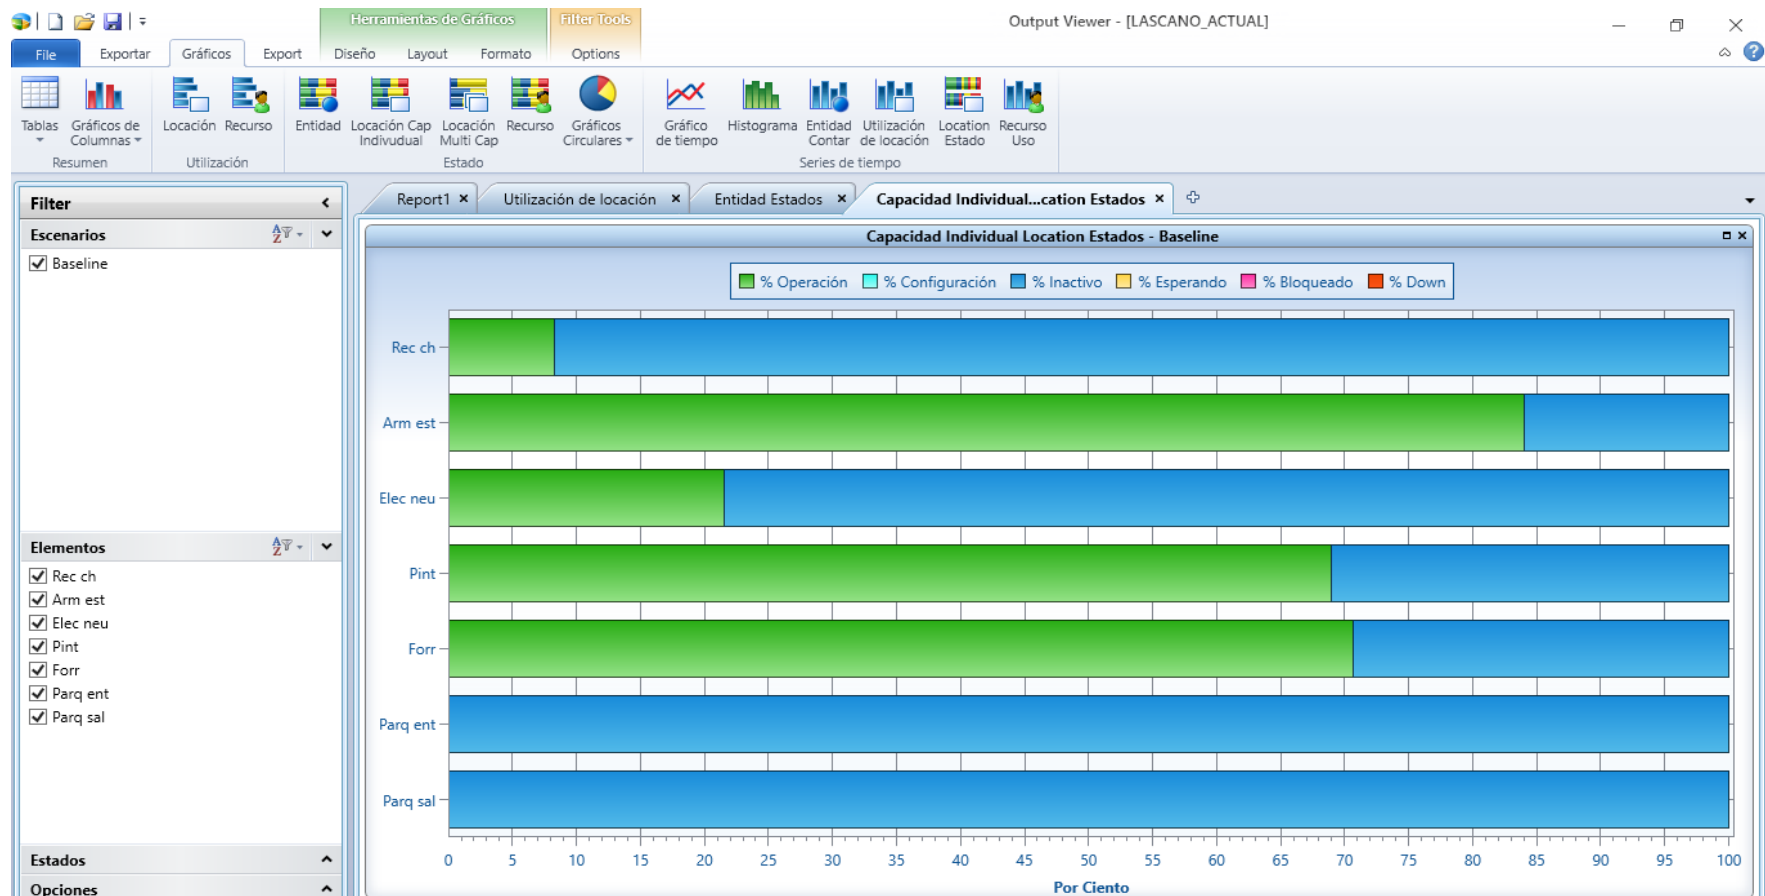 Herramientas de Gráficos
Filter Tools
Output Viewer - [LASCANO_ACTUAL]
File Exportar Gráficos Export Diseño Layout Formato Options
Tablas
Gráficos de
Columnas
Locación
Recurso
Entidad
Locación Cap
Indivudual
Locación
Multi Cap
Recurso
Gráficos
Circulares
Gráfico
de tiempo
Histograma
Entidad
Contar
Utilización
de locación
Location
Estado
Recurso
Uso
Resumen
Utilización
Estado
Series de tiempo
Filter
Escenarios
Baseline
Elementos
Rec ch
Arm est
Elec neu
Pint
Forr
Parq ent
Parq sal
Estados
Opciones
Report1 Utilización de locación Entidad Estados Capacidad Individual...cation Estados
Capacidad Individual Location Estados - Baseline
% Operación % Configuración % Inactivo % Esperando % Bloqueado % Down
Rec ch
Arm est
Elec neu
Pint
Forr
Parq ent
Parq sal
0 5 10 15 20 25 30 35 40 45 50 55 60 65 70 75 80 85 90 95 100
Por Ciento